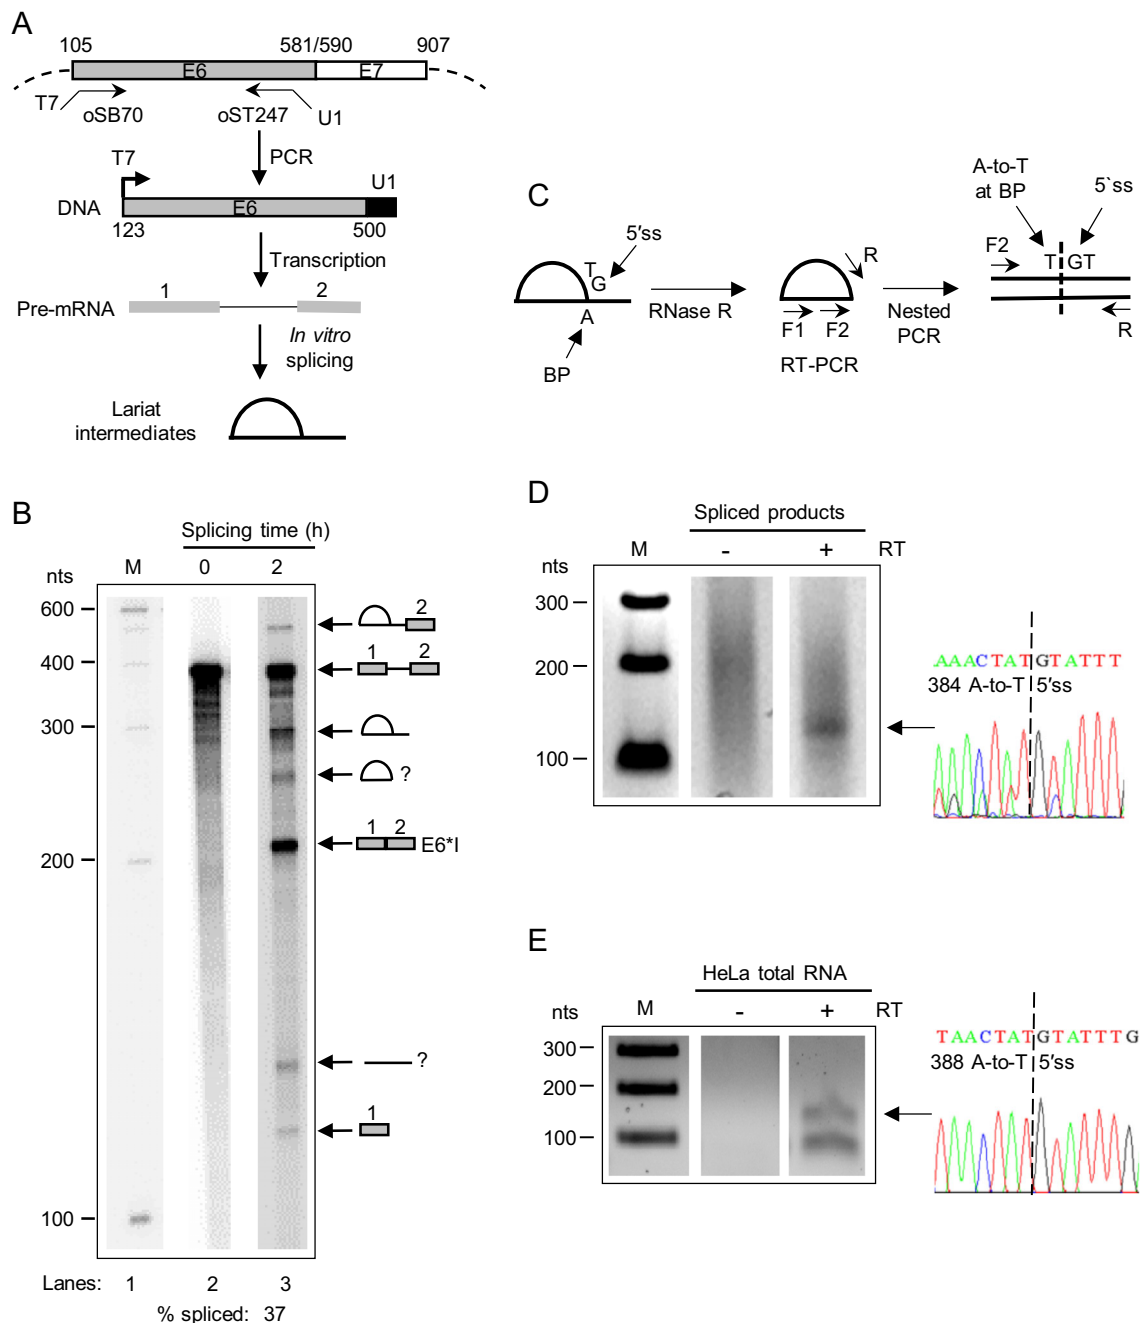 A
105 581/590 907
E6 E7
T7 oSB70 oST247 U1
PCR
T7
U1
DNA E6
123 500
Transcription
Pre-mRNA 1 2
In vitro
splicing
Lariat
intermediates
B
Splicing time (h)
nts M 0 2
600
400
300
200
100
2
1 2
?
1 2 E6*I
?
1
Lanes: 1 2 3
% spliced: 37
C
5'ss
T
G
A
BP
RNase R
R
F1 F2
RT-PCR
Nested
PCR
A-to-T
at BP
5`ss
F2 T GT
R
D
Spliced products
nts M - + RT
300
200
100
AAACTATGTATTT
384 A-to-T 5'ss
E
HeLa total RNA
nts M - + RT
300
200
100
TAACTATGTATTTG
388 A-to-T 5'ss